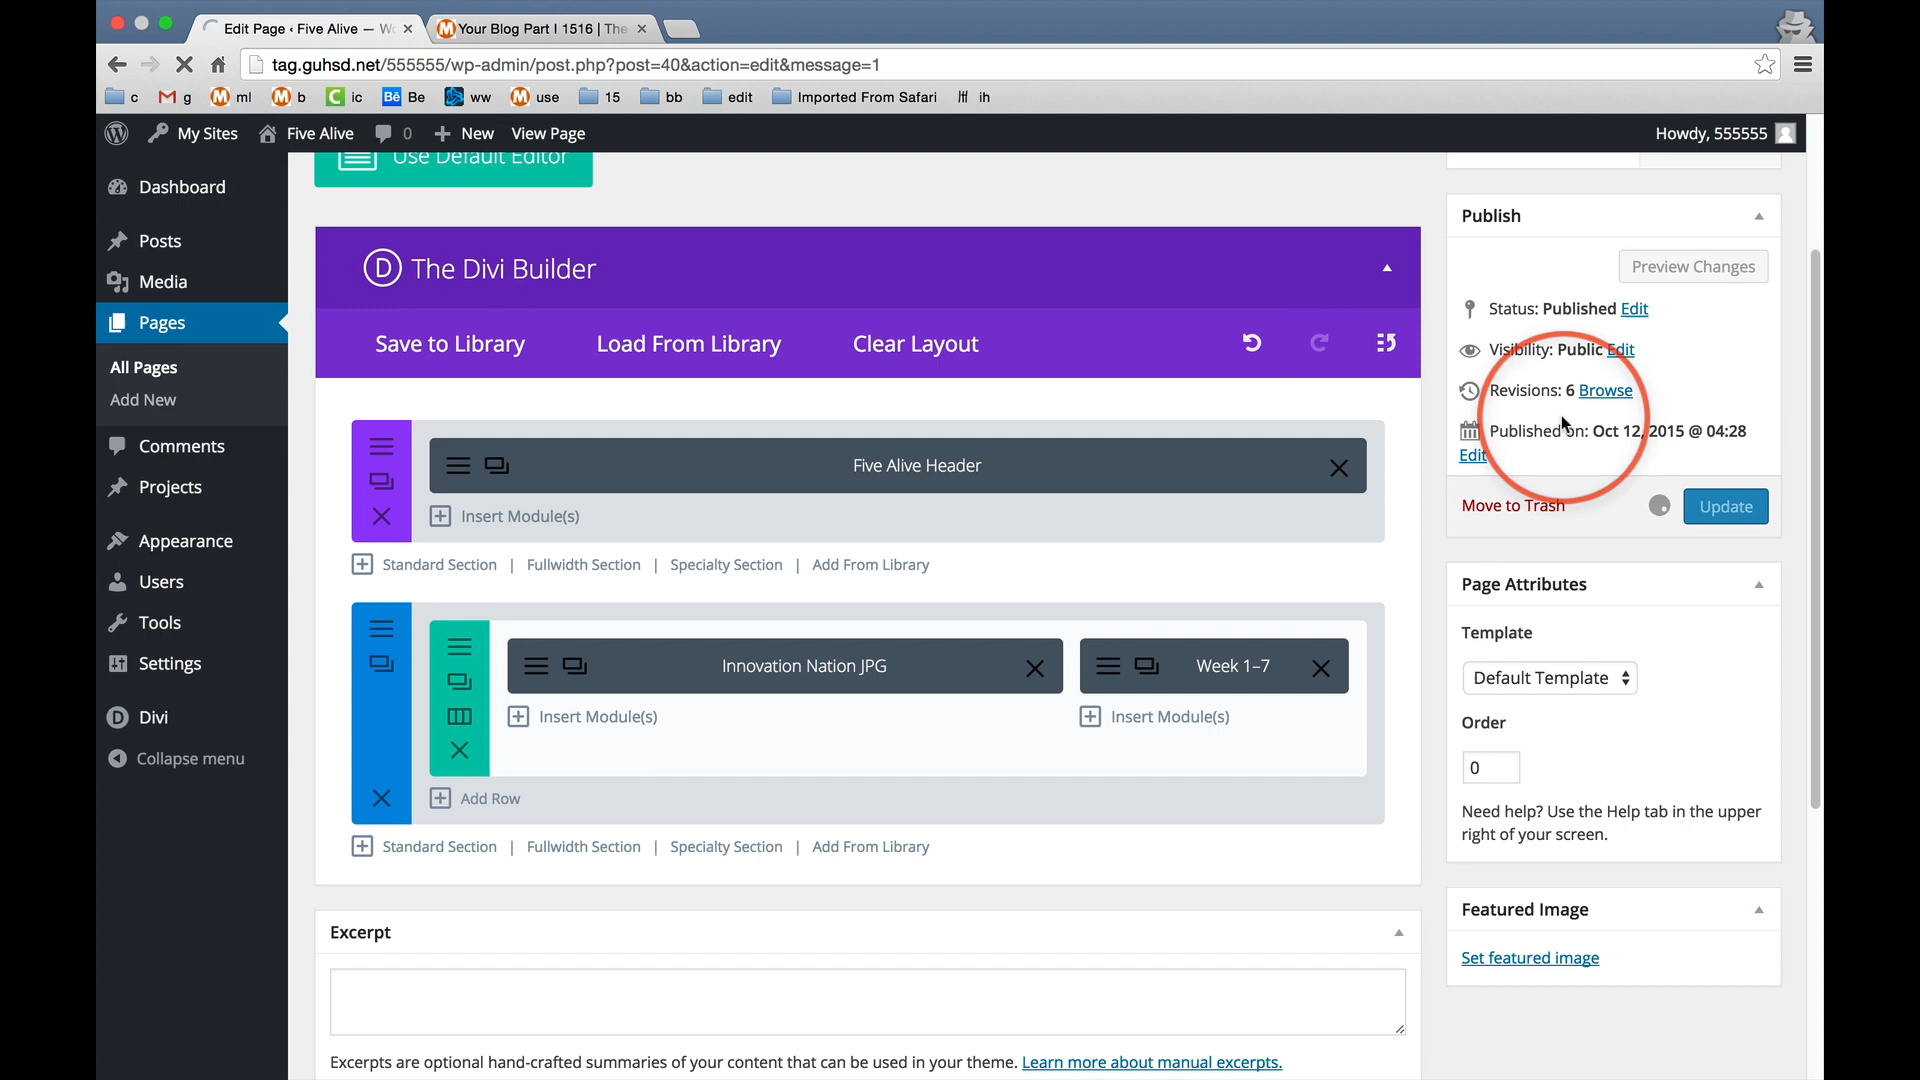 Edit Page ‹ Five Alive — Wo
Your Blog Part I 1516 | The
tag.guhsd.net/555555/wp-admin/post.php?post=40&action=edit&message=1
c g ml b ic Be ww use 15 bb edit Imported From Safari ih
My Sites Five Alive 0 New View Page Howdy, 555555
Use Default Editor
Dashboard
Posts
Media
Pages
All Pages
Add New
Comments
Projects
Appearance
Users
Tools
Settings
Divi
Collapse menu
The Divi Builder
Save to Library Load From Library Clear Layout
Five Alive Header
Insert Module(s)
Standard Section | Fullwidth Section | Specialty Section | Add From Library
Innovation Nation JPG Week 1–7
Insert Module(s) Insert Module(s)
Add Row
Standard Section | Fullwidth Section | Specialty Section | Add From Library
Excerpt
Excerpts are optional hand-crafted summaries of your content that can be used in your theme. Learn more about manual excerpts.
Publish
Preview Changes
Status: Published Edit
Visibility: Public Edit
Revisions: 6 Browse
Published on: Oct 12, 2015 @ 04:28
Edit
Move to Trash Update
Page Attributes
Template
Default Template
Order
0
Need help? Use the Help tab in the upper
right of your screen.
Featured Image
Set featured image